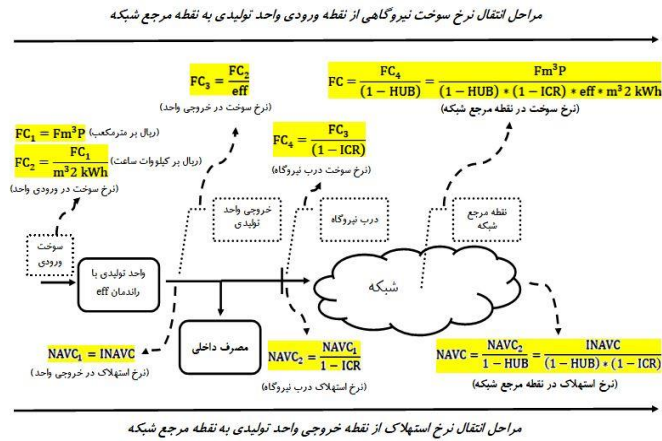 مراحل انتقال نرخ سوخت نیروگاهی از نقطه ورودی واحد تولیدی به نقطه مرجع شبکه
FC₃ = FC₂ / eff
(نرخ سوخت در خروجی واحد)
FC = FC₄ / (1 − HUB) = Fm³P / ((1 − HUB) * (1 − ICR) * eff * m³2 kWh)
(نرخ سوخت در نقطه مرجع شبکه)
FC₁ = Fm³P (ریال بر مترمکعب)
FC₂ = FC₁ / m³2 kWh (ریال بر کیلووات ساعت)
(نرخ سوخت در ورودی واحد)
FC₄ = FC₃ / (1 − ICR)
(نرخ سوخت درب نیروگاه)
سوخت
ورودی
خروجی واحد
تولیدی
درب نیروگاه
نقطه مرجع
شبکه
واحد تولیدی با
راندمان eff
شبکه
مصرف داخلی
NAVC₁ = INAVC
(نرخ استهلاک در خروجی واحد)
NAVC₂ = NAVC₁ / 1 − ICR
(نرخ استهلاک درب نیروگاه)
NAVC = NAVC₂ / 1 − HUB = INAVC / (1 − HUB) * (1 − ICR)
(نرخ استهلاک در نقطه مرجع شبکه)
مراحل انتقال نرخ استهلاک از نقطه خروجی واحد تولیدی به نقطه مرجع شبکه